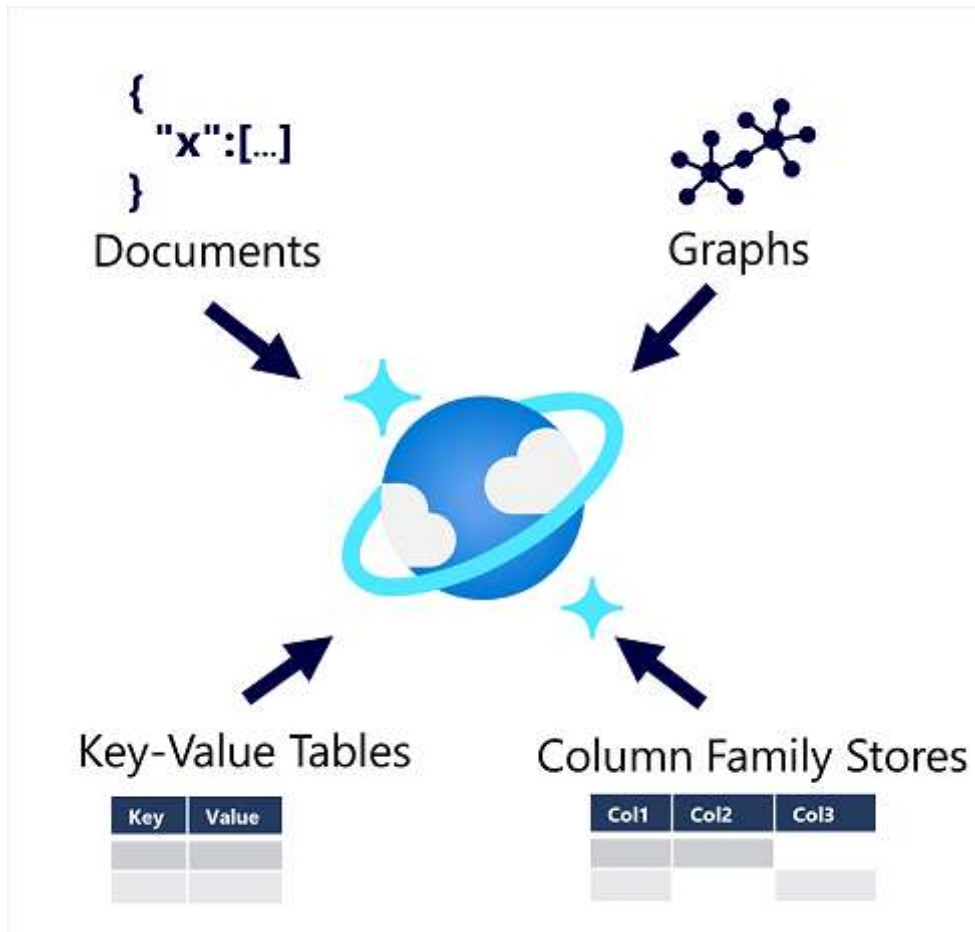 {
"x":[...]
}
Documents
Graphs
Key-Value Tables
Column Family Stores
Key Value
Col1 Col2 Col3